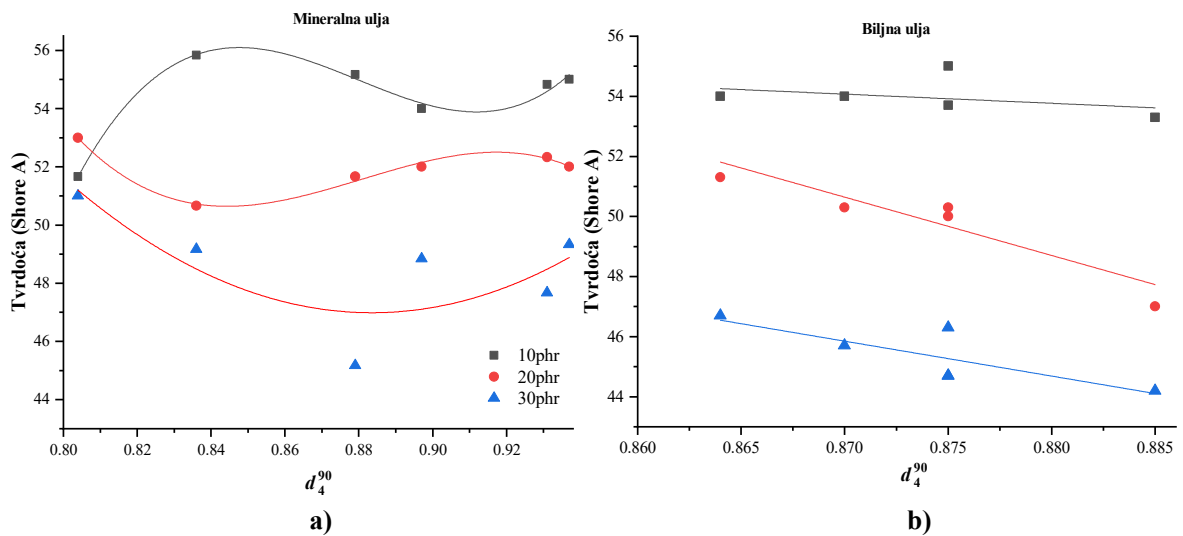 Mineralna ulja
56
54
52
50
48
46
44
Tvrdoća (Shore A)
10phr
20phr
30phr
0.80 0.82 0.84 0.86 0.88 0.90 0.92
d₄⁹⁰
a)
Biljna ulja
56
54
52
50
48
46
44
Tvrdoća (Shore A)
0.860 0.865 0.870 0.875 0.880 0.885
d₄⁹⁰
b)